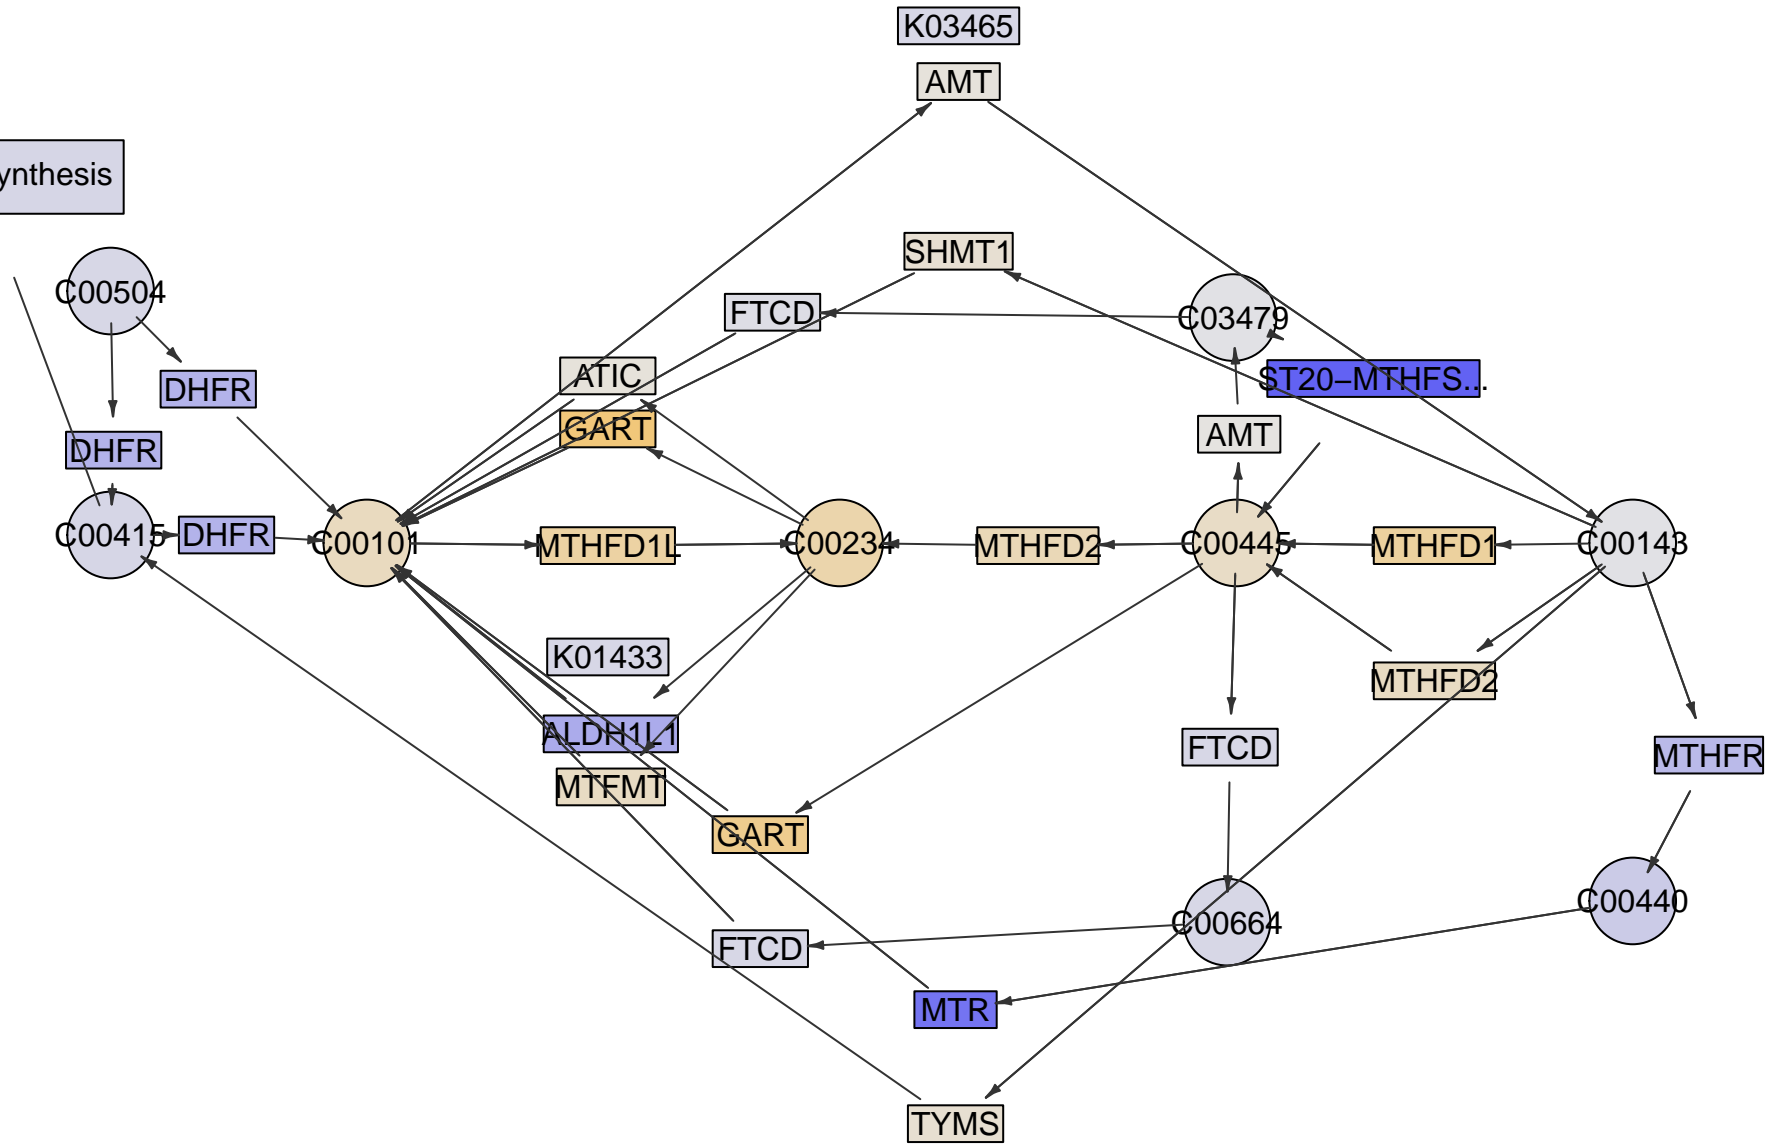 K03465
AMT
ynthesis
SHMT1
C00504
FTCD
C03479
ATIC
DHFR
ST20−MTHFS...
GART
AMT
DHFR
C00415
DHFR
C00101
MTHFD1L
C00234
MTHFD2
C00445
MTHFD1
C00143
K01433
MTHFD2
ALDH1L1
FTCD
MTHFR
MTFMT
GART
C00440
C00664
FTCD
MTR
TYMS